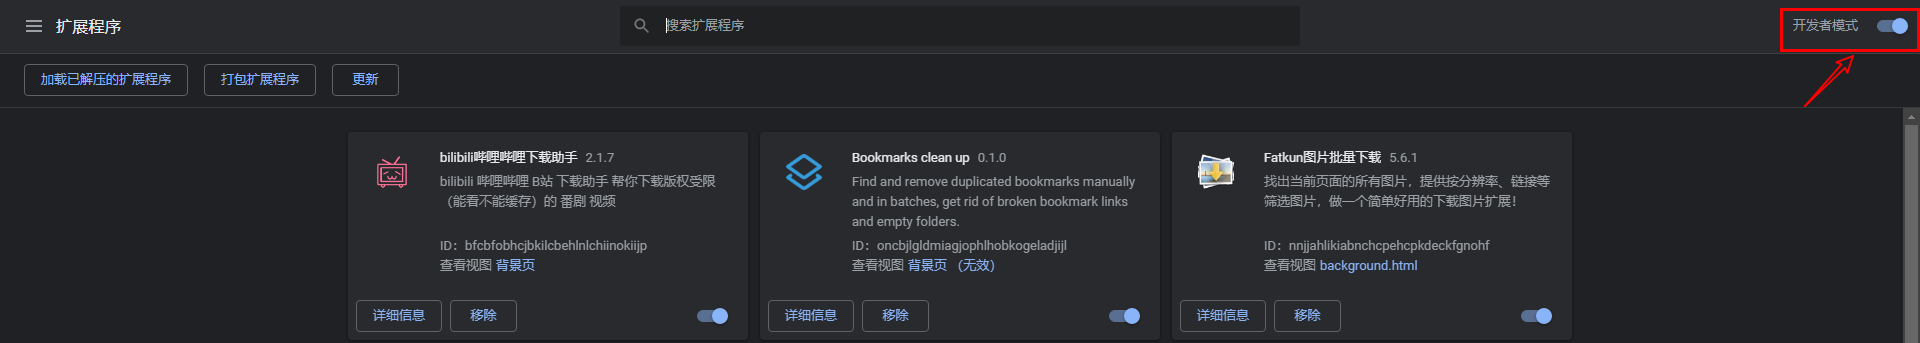 扩展程序
搜索扩展程序
开发者模式
加载已解压的扩展程序
打包扩展程序
更新
bilibili哔哩哔哩下载助手 2.1.7
bilibili 哔哩哔哩 B站 下载助手 帮你下载版权受限
（能看不能缓存）的 番剧 视频
ID：bfcbfobhcjbkilcbehlnlchiinokiijp
查看视图 背景页
详细信息
移除
Bookmarks clean up 0.1.0
Find and remove duplicated bookmarks manually
and in batches, get rid of broken bookmark links
and empty folders.
ID：oncbjlgldmiagjophlhobkogeladjijl
查看视图 背景页 （无效）
详细信息
移除
Fatkun图片批量下载 5.6.1
找出当前页面的所有图片，提供按分辨率、链接等
筛选图片，做一个简单好用的下载图片扩展！
ID：nnjjahlikiabnchcpehcpkdeckfgnohf
查看视图 background.html
详细信息
移除